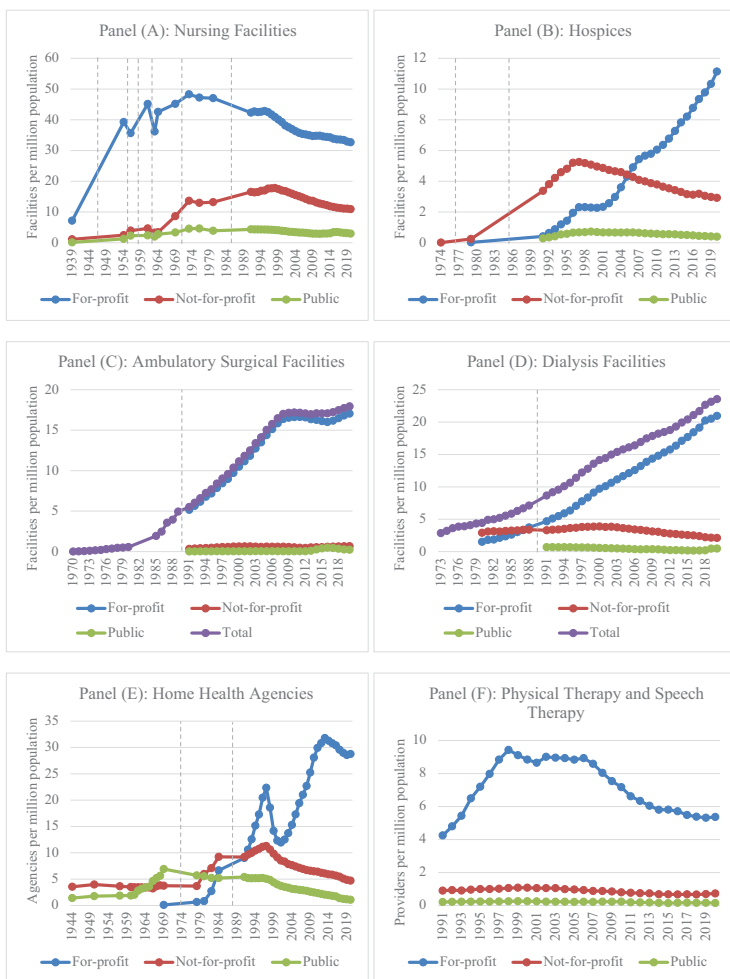 Panel (A): Nursing Facilities
Facilities per million population
60
50
40
30
20
10
0
1939 1944 1949 1954 1959 1964 1969 1974 1979 1984 1989 1994 1999 2004 2009 2014 2019
For-profit Not-for-profit Public
Panel (B): Hospices
Facilities per million population
12
10
8
6
4
2
0
1974 1977 1980 1983 1986 1989 1992 1995 1998 2001 2004 2007 2010 2013 2016 2019
For-profit Not-for-profit Public
Panel (C): Ambulatory Surgical Facilities
Facilities per million population
20
15
10
5
0
1970 1973 1976 1979 1982 1985 1988 1991 1994 1997 2000 2003 2006 2009 2012 2015 2018
For-profit Not-for-profit
Public Total
Panel (D): Dialysis Facilities
Facilities per million population
25
20
15
10
5
0
1973 1976 1979 1982 1985 1988 1991 1994 1997 2000 2003 2006 2009 2012 2015 2018
For-profit Not-for-profit
Public Total
Panel (E): Home Health Agencies
Agencies per million population
35
30
25
20
15
10
5
0
1944 1949 1954 1959 1964 1969 1974 1979 1984 1989 1994 1999 2004 2009 2014 2019
For-profit Not-for-profit Public
Panel (F): Physical Therapy and Speech
Therapy
Providers per million population
10
8
6
4
2
0
1991 1993 1995 1997 1999 2001 2003 2005 2007 2009 2011 2013 2015 2017 2019
For-profit Not-for-profit Public